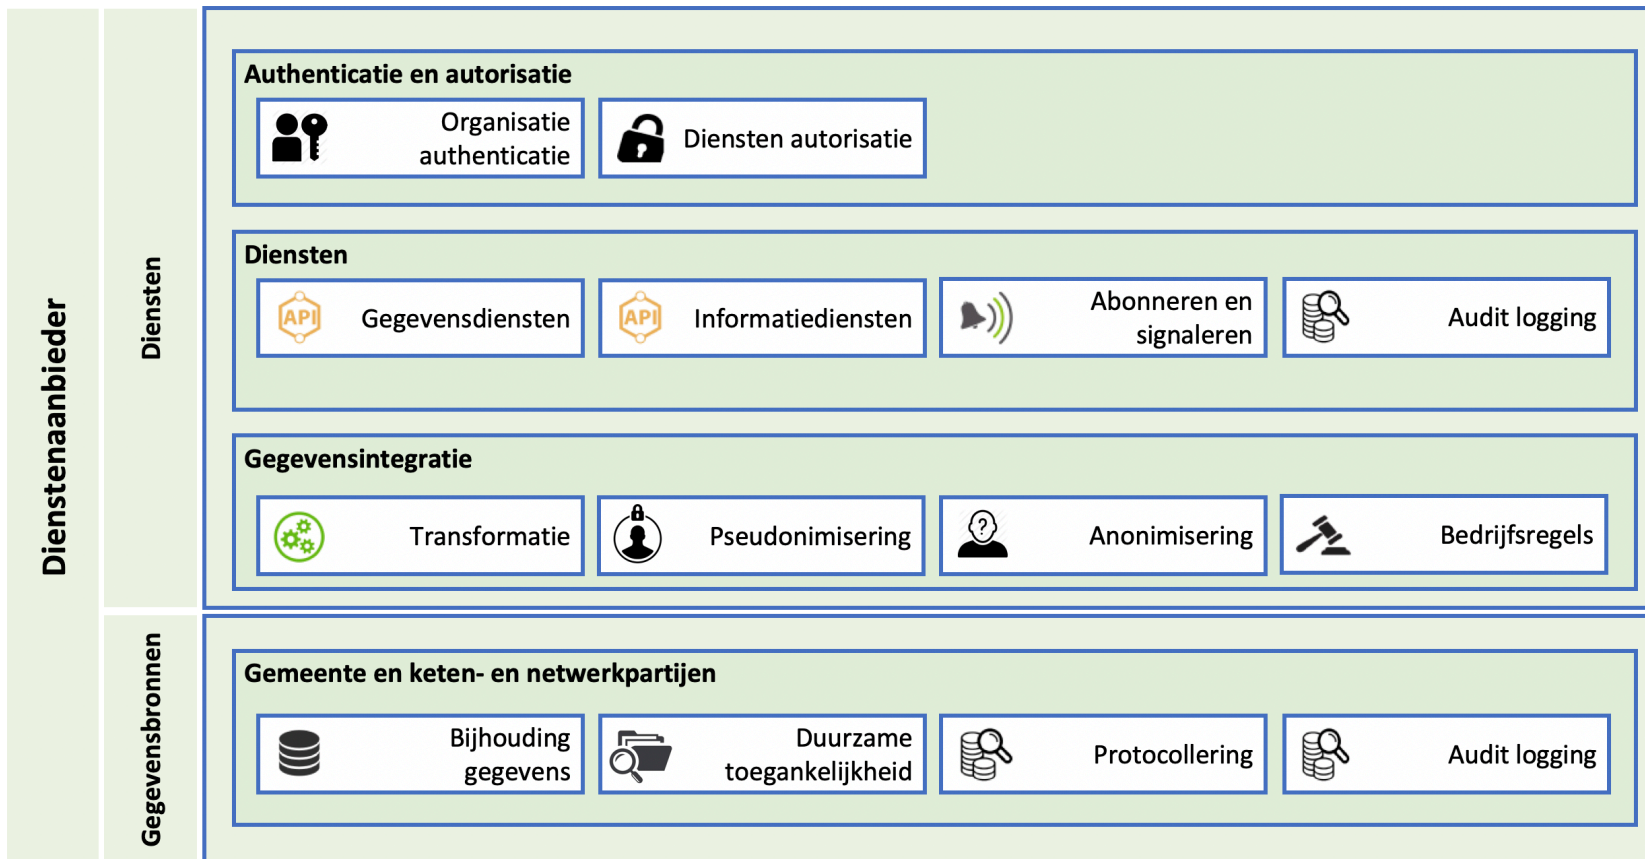 Dienstenaanbieder
Diensten
Authenticatie en autorisatie
Organisatie
authenticatie
Diensten autorisatie
Diensten
API
Gegevensdiensten
API
Informatiediensten
Abonneren en
signaleren
Audit logging
Gegevensintegratie
Transformatie
Pseudonimisering
?
Anonimisering
Bedrijfsregels
Gegevensbronnen
Gemeente en keten- en netwerkpartijen
Bijhouding
gegevens
Duurzame
toegankelijkheid
Protocollering
Audit logging